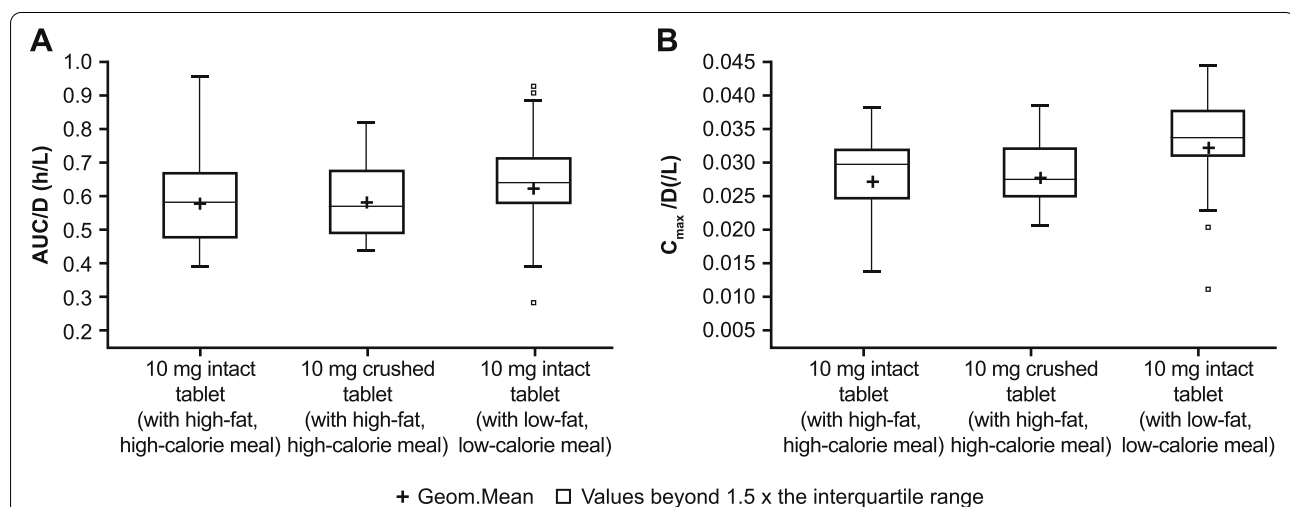 A
AUC/D (h/L)
1.0
0.9
0.8
0.7
0.6
0.5
0.4
0.3
0.2
10 mg intact
tablet
(with high-fat,
high-calorie meal)
10 mg crushed
tablet
(with high-fat,
high-calorie meal)
10 mg intact
tablet
(with low-fat,
low-calorie meal)
B
Cmax /D(/L)
0.045
0.040
0.035
0.030
0.025
0.020
0.015
0.010
0.005
10 mg intact
tablet
(with high-fat,
high-calorie meal)
10 mg crushed
tablet
(with high-fat,
high-calorie meal)
10 mg intact
tablet
(with low-fat,
low-calorie meal)
+ Geom.Mean □ Values beyond 1.5 x the interquartile range